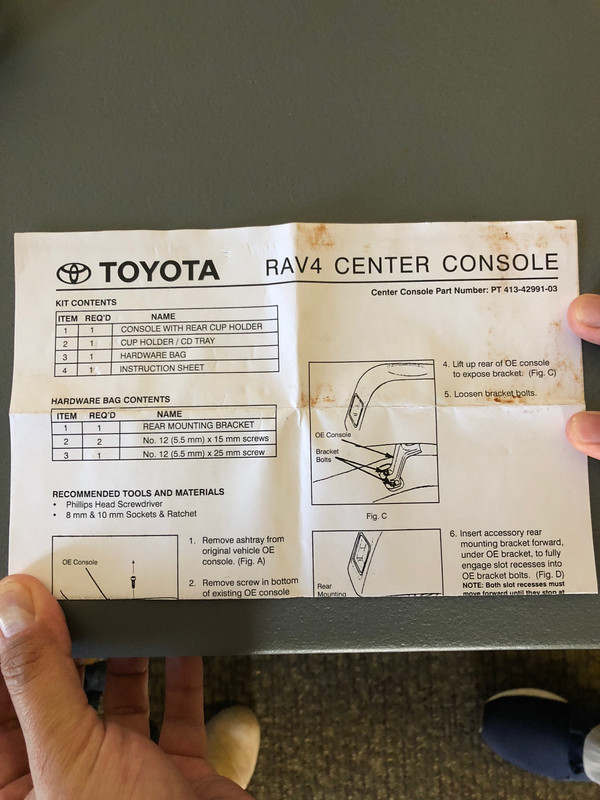 TOYOTA
RAV4 CENTER CONSOLE
Center Console Part Number: PT 413-42991-03
KIT CONTENTS
ITEM REQ'D NAME
1 1 CONSOLE WITH REAR CUP HOLDER
2 1 CUP HOLDER / CD TRAY
3 1 HARDWARE BAG
4 1 INSTRUCTION SHEET
HARDWARE BAG CONTENTS
ITEM REQ'D NAME
1 1 REAR MOUNTING BRACKET
2 2 No. 12 (5.5 mm) x 15 mm screws
3 1 No. 12 (5.5 mm) x 25 mm screw
RECOMMENDED TOOLS AND MATERIALS
• Phillips Head Screwdriver
• 8 mm & 10 mm Sockets & Ratchet
OE Console
1. Remove ashtray from
original vehicle OE
console. (Fig. A)
2. Remove screw in bottom
of existing OE console
OE Console
Bracket
Bolts
Fig. C
4. Lift up rear of OE console
to expose bracket. (Fig. C)
5. Loosen bracket bolts.
Rear
Mounting
6. Insert accessory rear
mounting bracket forward,
under OE bracket, to fully
engage slot recesses into
OE bracket bolts. (Fig. D)
NOTE: Both slot recesses must
move forward until they stop at